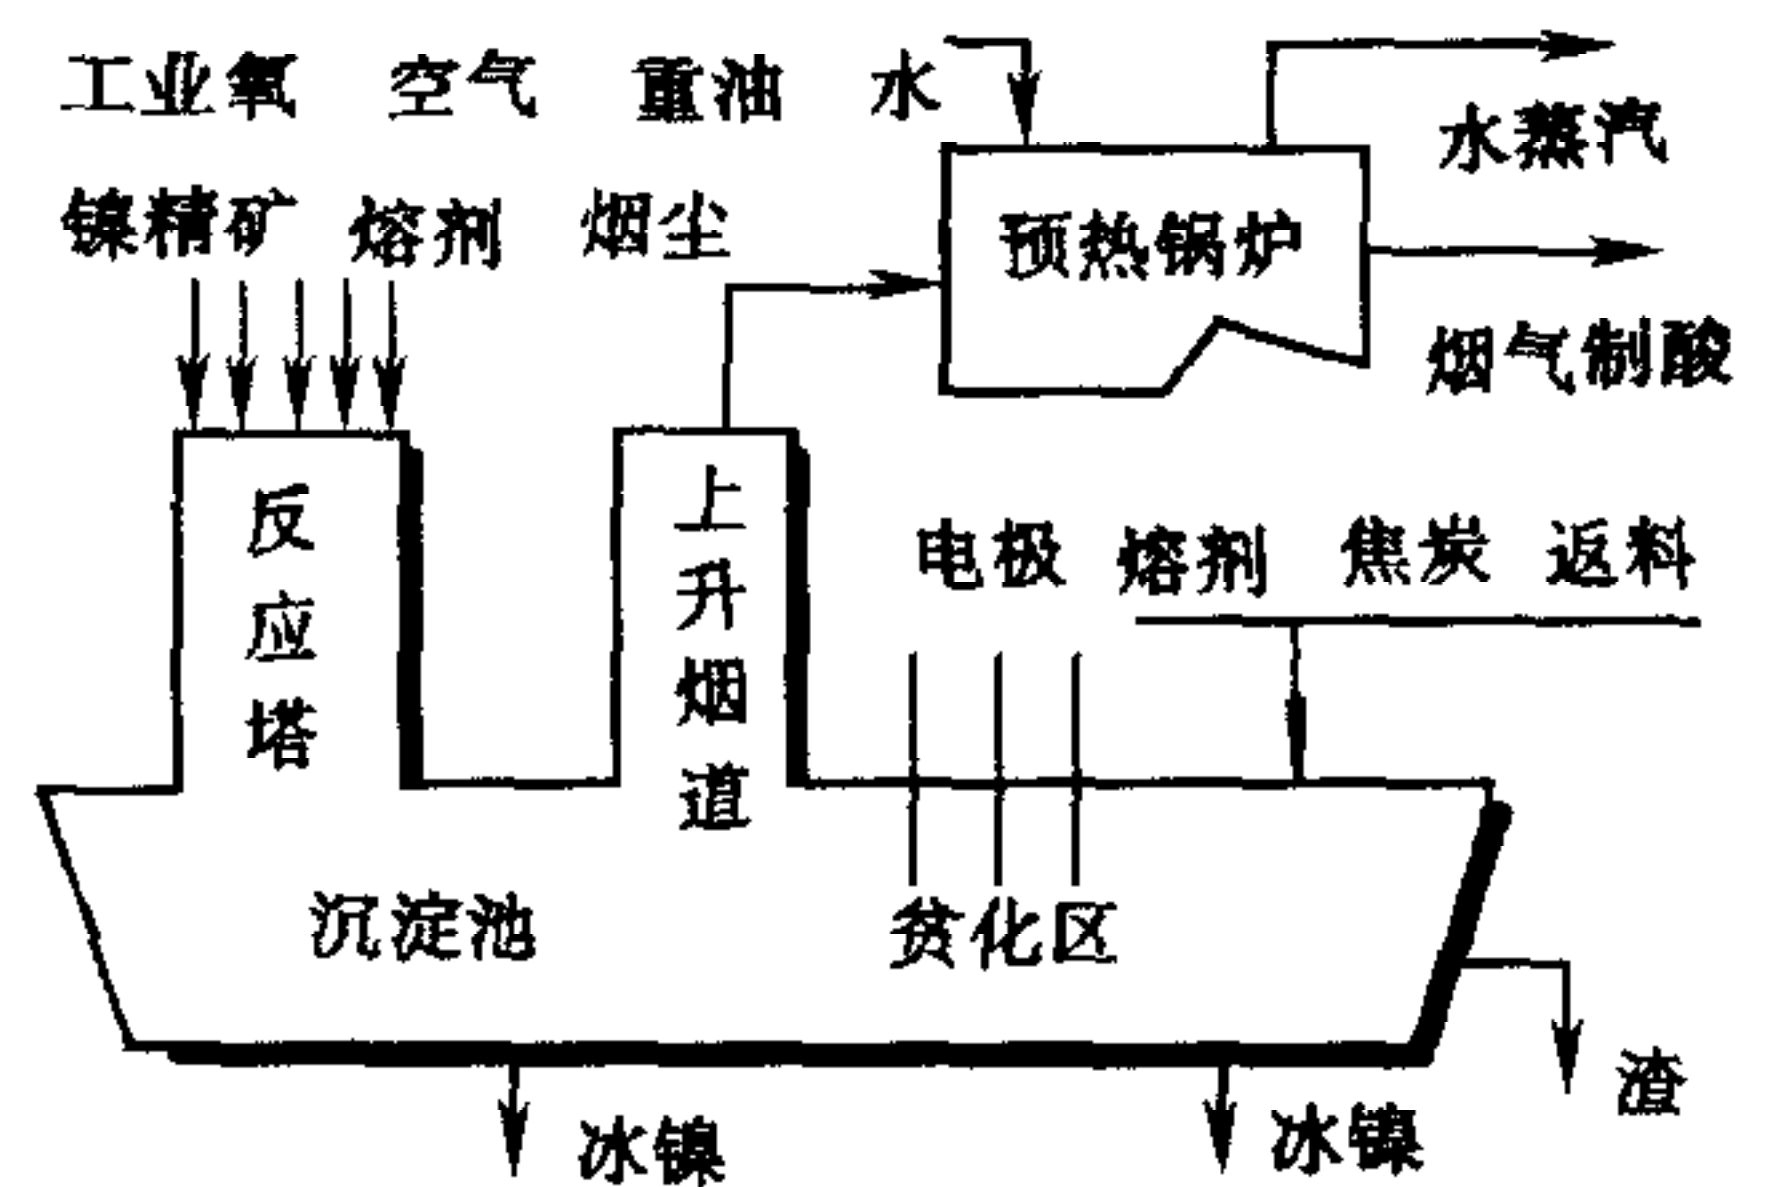 工业氧 空气 重油 水
水蒸汽
镍精矿 熔剂 烟尘
预热锅炉
烟气制酸
反应塔
上升烟道
电极 熔剂 焦炭 返料
沉淀池
贫化区
渣
冰镍
冰镍